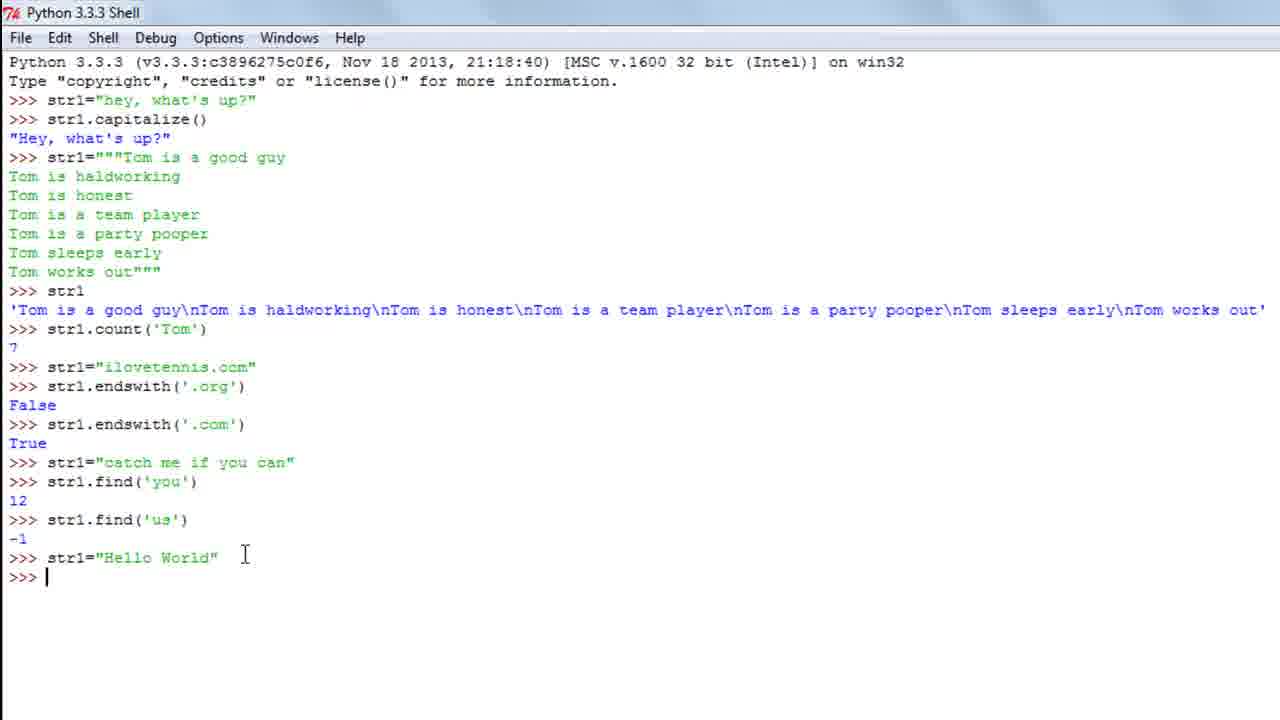 Python 3.3.3 Shell
File Edit Shell Debug Options Windows Help
Python 3.3.3 (v3.3.3:c3896275c0f6, Nov 18 2013, 21:18:40) [MSC v.1600 32 bit (Intel)] on win32
Type "copyright", "credits" or "license()" for more information.
>>> str1="hey, what's up?"
>>> str1.capitalize()
"Hey, what's up?"
>>> str1="""Tom is a good guy
Tom is haldworking
Tom is honest
Tom is a team player
Tom is a party pooper
Tom sleeps early
Tom works out"""
>>> str1
'Tom is a good guy\nTom is haldworking\nTom is honest\nTom is a team player\nTom is a party pooper\nTom sleeps early\nTom works out'
>>> str1.count('Tom')
7
>>> str1="ilovetennis.com"
>>> str1.endswith('.org')
False
>>> str1.endswith('.com')
True
>>> str1="catch me if you can"
>>> str1.find('you')
12
>>> str1.find('us')
-1
>>> str1="Hello World"
>>>